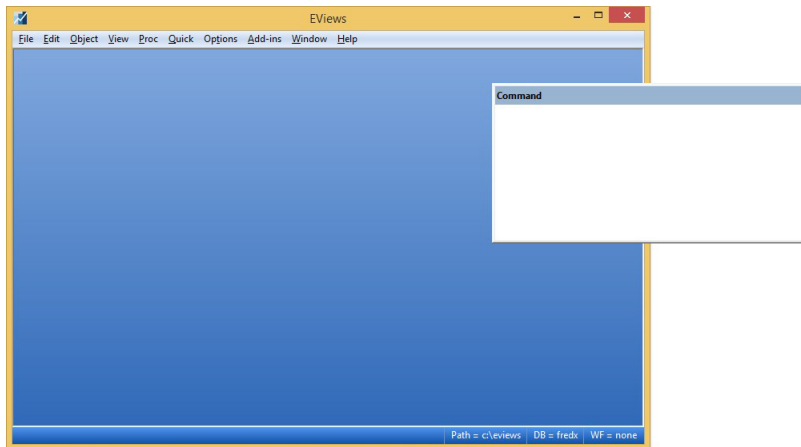 EViews
File Edit Object View Proc Quick Options Add-ins Window Help
Command
Path = c:\eviews DB = fredx WF = none